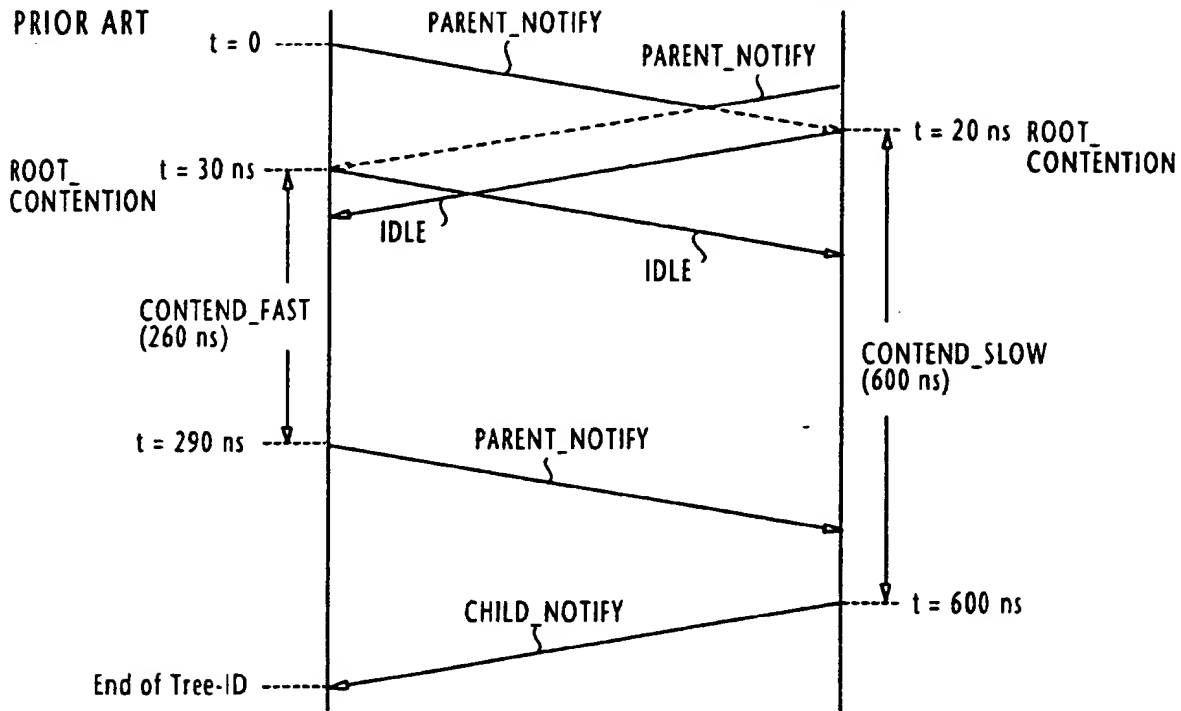 PRIOR ART
PARENT_NOTIFY
t = 0
PARENT_NOTIFY
t = 20 ns
ROOT_
CONTENTION
ROOT_
CONTENTION
t = 30 ns
IDLE
IDLE
CONTEND_FAST
(260 ns)
CONTEND_SLOW
(600 ns)
t = 290 ns
PARENT_NOTIFY
CHILD_NOTIFY
t = 600 ns
End of Tree-ID